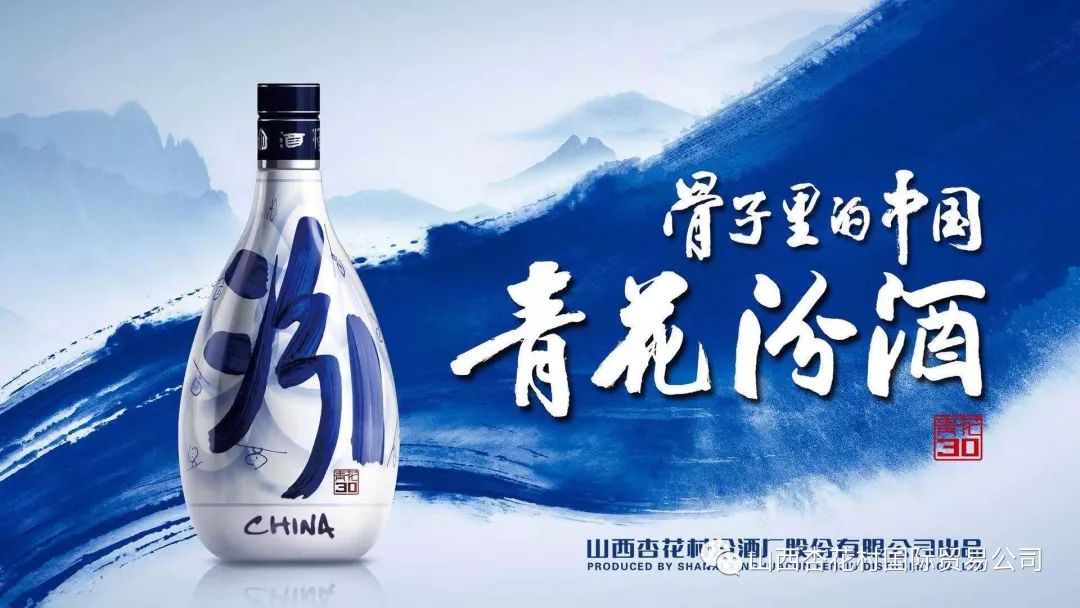 酒
汾
青花
30
CHINA
骨子里的中国
青花汾酒
青花
30
山西杏花村汾酒厂股份有限公司出品
PRODUCED BY SHANXI
山西杏花村国际贸易公司